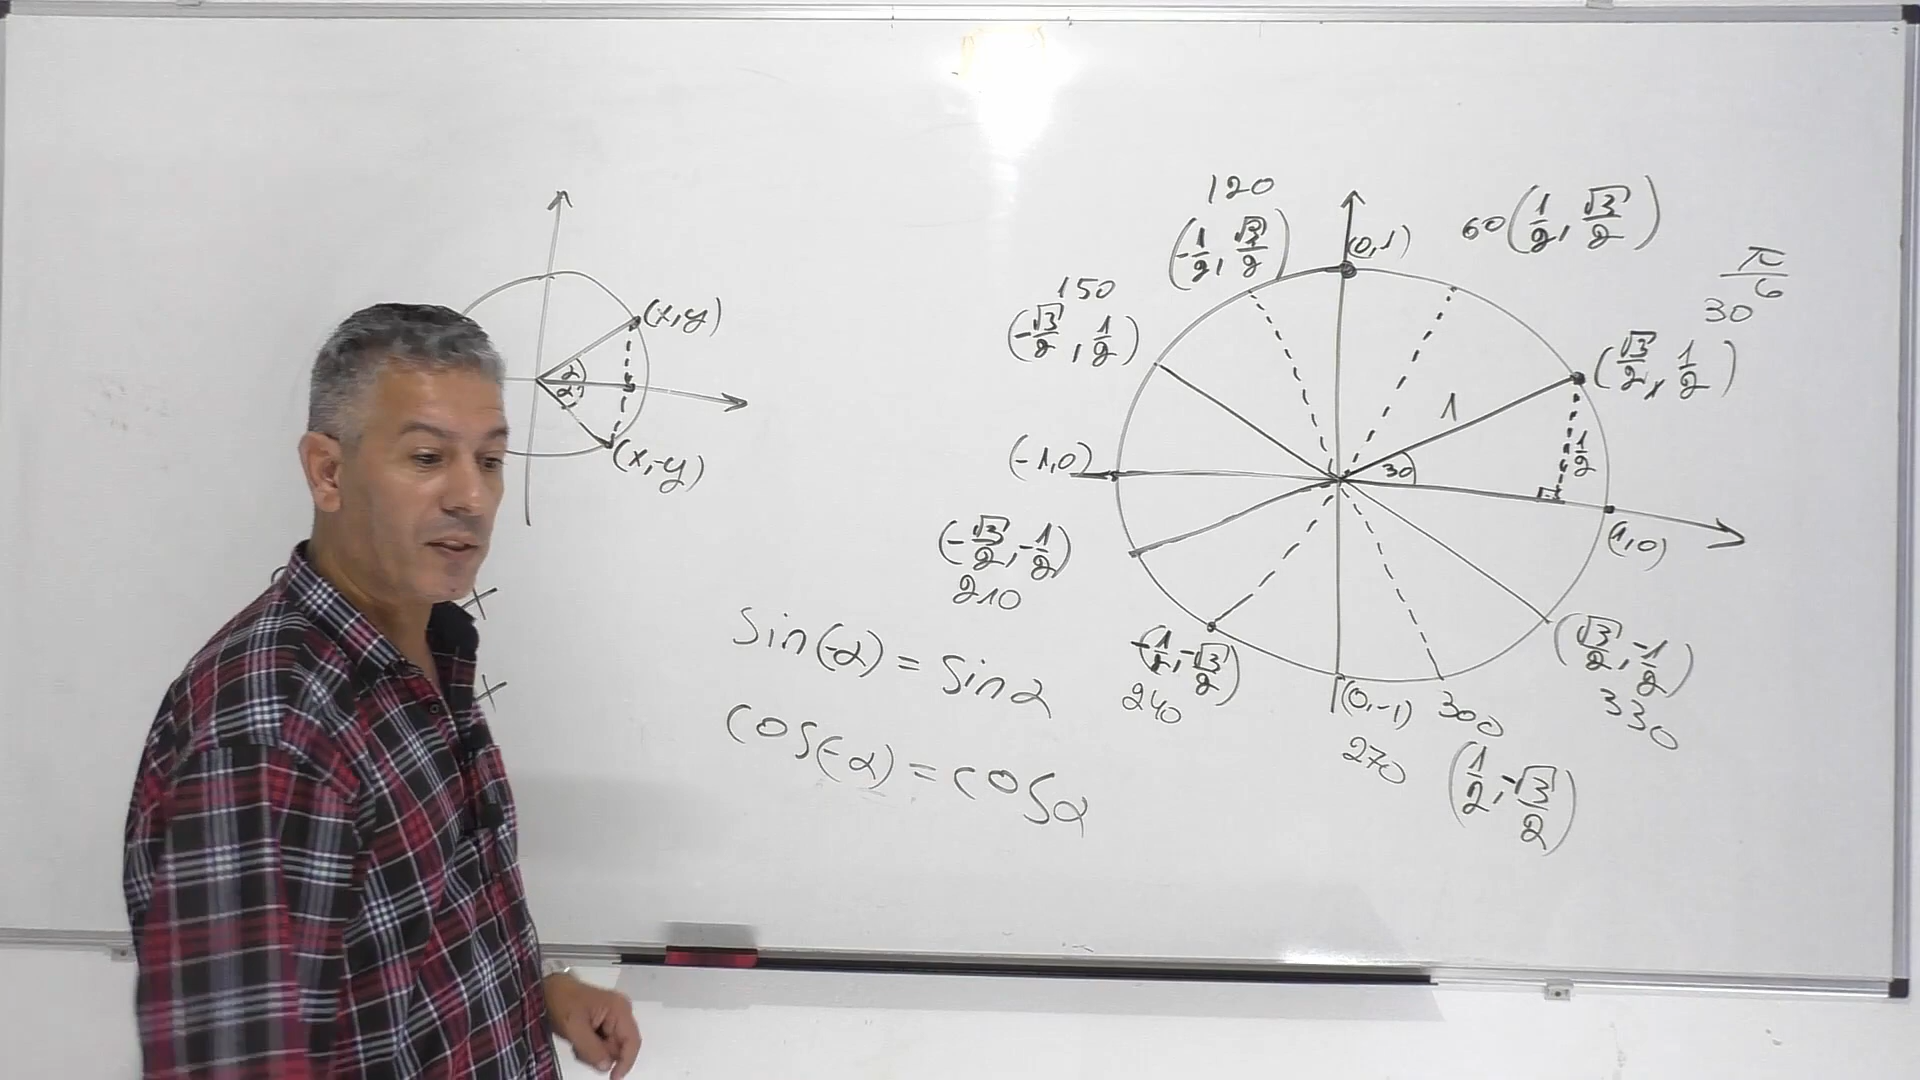 120
(-1/2, √3/2)
(0,1)
60 (1/2, √3/2)
π/6
30
150
(-√3/2, 1/2)
(√3/2, 1/2)
1
30
1/2
(-1,0)
(1,0)
(-√3/2, -1/2)
210
(-1/2, -√3/2)
240
(0,-1)
270
300
(1/2, -√3/2)
(√3/2, -1/2)
330
(x,y)
α
α
(x,-y)
x
x
sin(-α) = sinα
cos(-α) = cosα